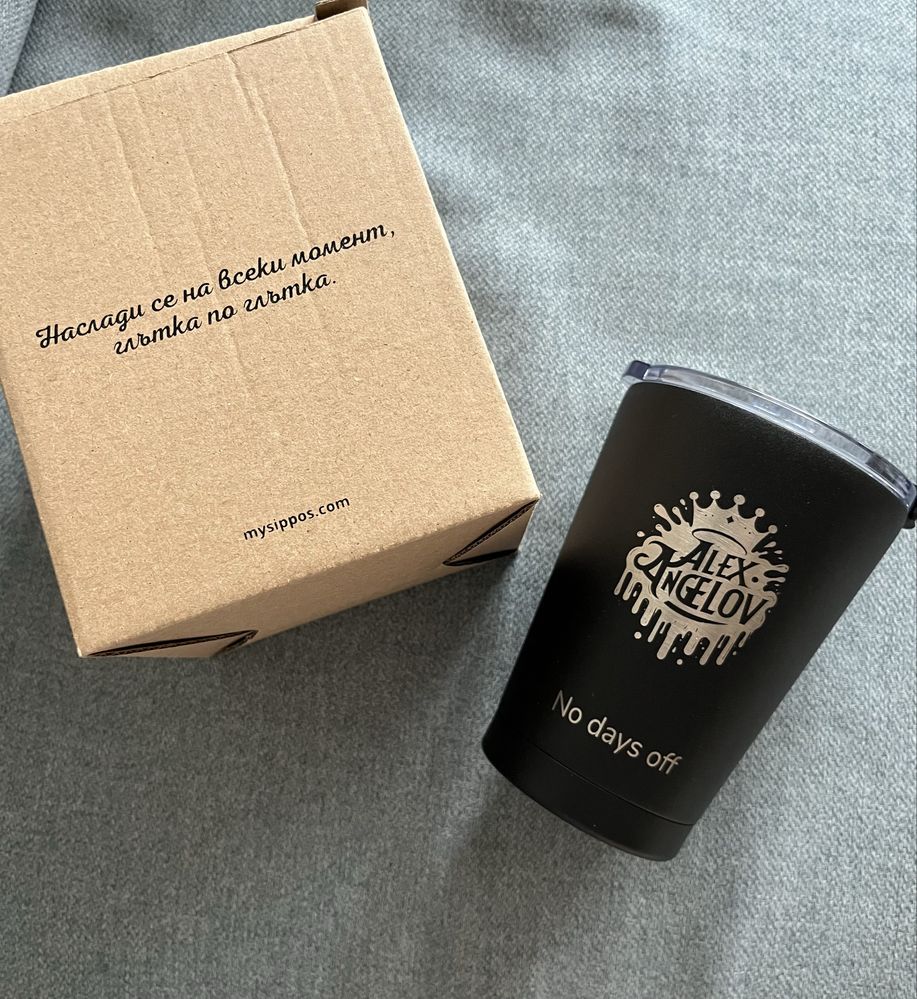 Наслади се на всеки момент,
глътка по глътка.
mysippos.com
ALEX
ANGELOV
No days off